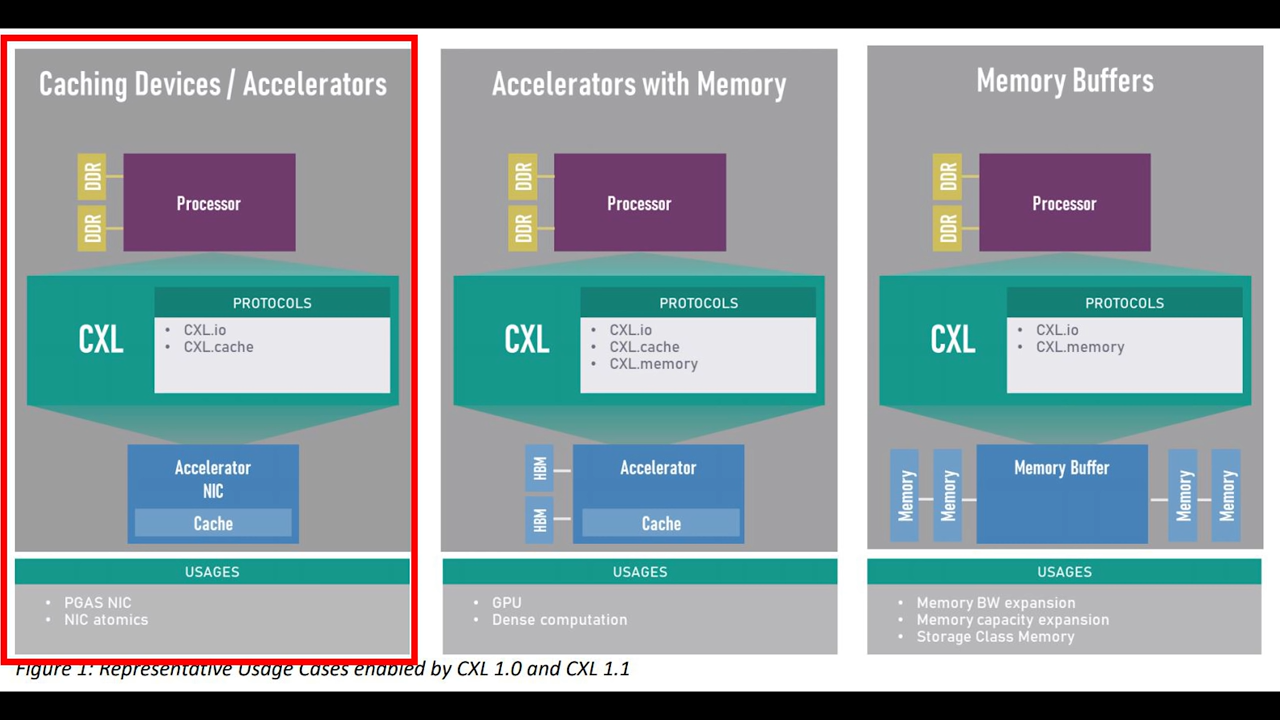 Caching Devices / Accelerators
DDR
DDR
Processor
CXL
PROTOCOLS
• CXL.io
• CXL.cache
Accelerator
NIC
Cache
USAGES
• PGAS NIC
• NIC atomics
Accelerators with Memory
DDR
DDR
Processor
CXL
PROTOCOLS
• CXL.io
• CXL.cache
• CXL.memory
HBM
HBM
Accelerator
Cache
USAGES
• GPU
• Dense computation
Memory Buffers
DDR
DDR
Processor
CXL
PROTOCOLS
• CXL.io
• CXL.memory
Memory
Memory
Memory Buffer
Memory
Memory
USAGES
• Memory BW expansion
• Memory capacity expansion
• Storage Class Memory
Figure 1: Representative Usage Cases enabled by CXL 1.0 and CXL 1.1